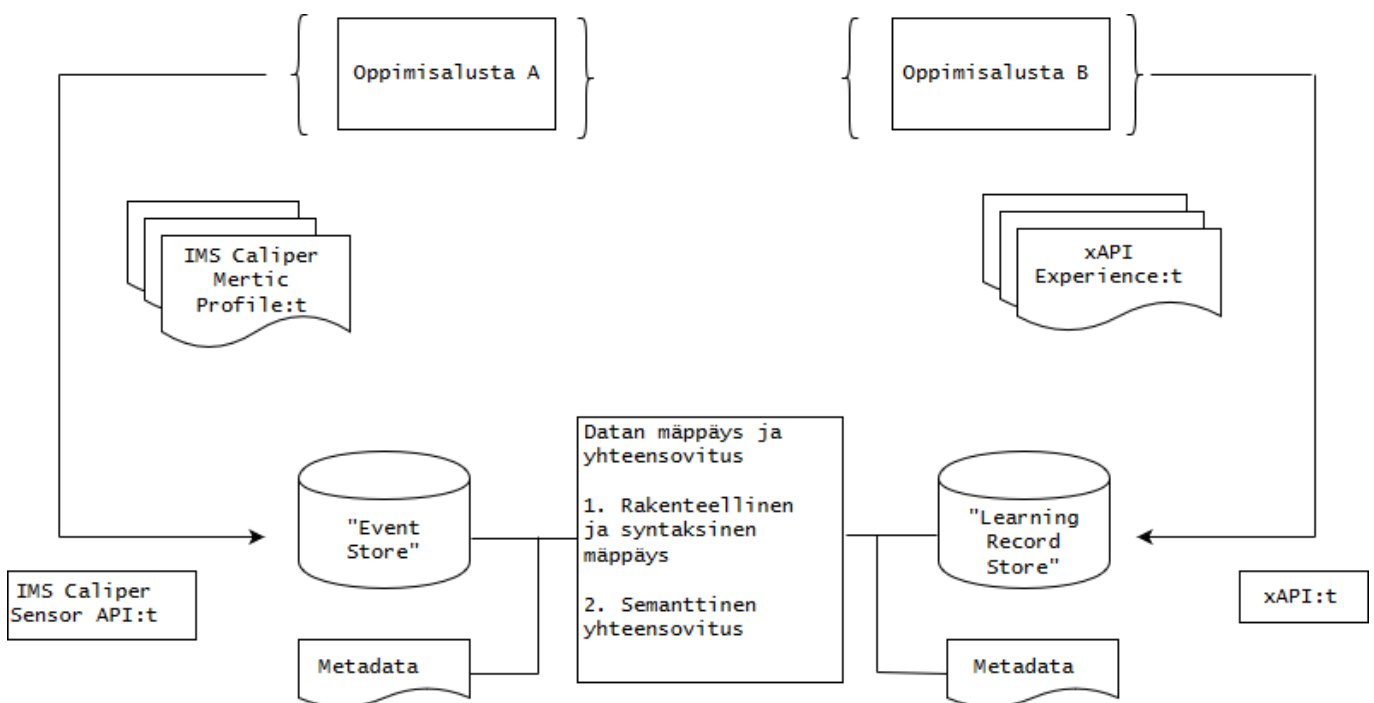 Oppimisalusta A
Oppimisalusta B
IMS Caliper
Mertic
Profile:t
xAPI
Experience:t
Datan mäppäys ja
yhteensovitus
1. Rakenteellinen
ja syntaksinen
mäppäys
2. Semanttinen
yhteensovitus
"Event
Store"
"Learning
Record
Store"
IMS Caliper
Sensor API:t
xAPI:t
Metadata
Metadata